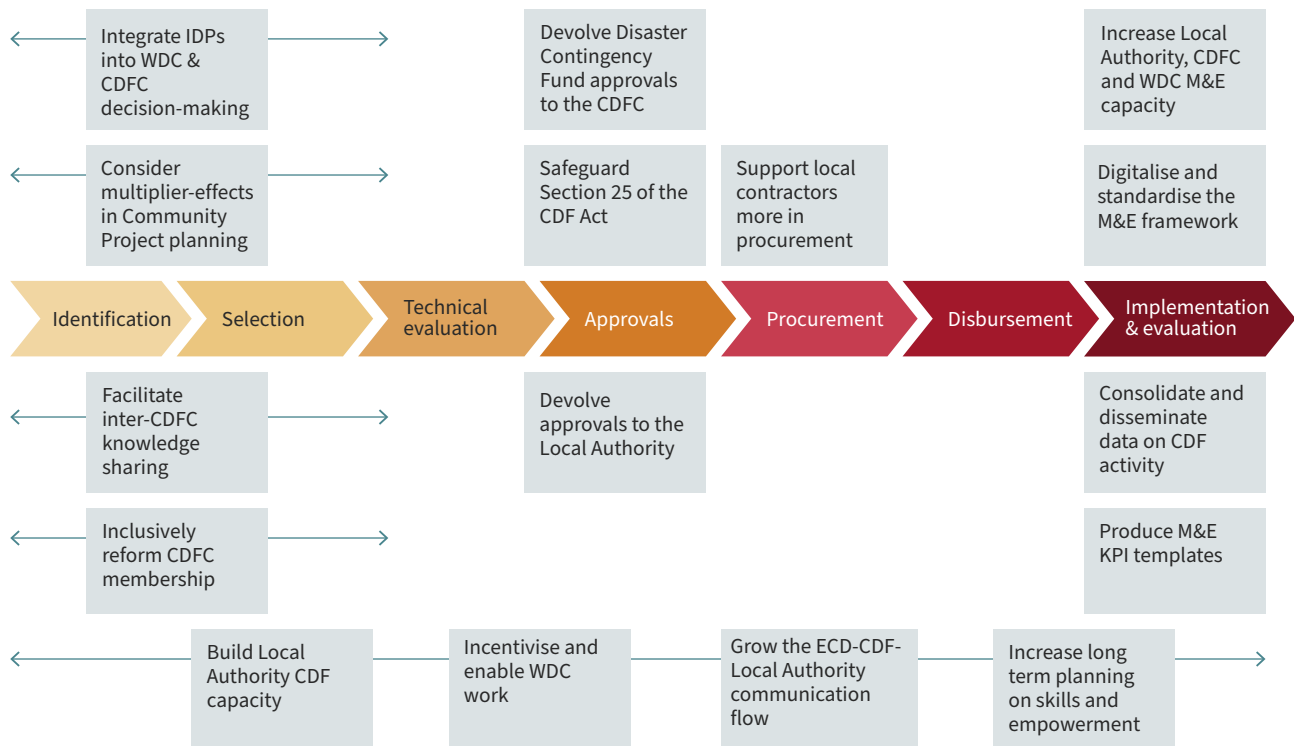 Integrate IDPs
into WDC &
CDFC
decision-making
Devolve Disaster
Contingency
Fund approvals
to the CDFC
Increase Local
Authority, CDFC
and WDC M&E
capacity
Consider
multiplier-effects
in Community
Project planning
Safeguard
Section 25 of the
CDF Act
Support local
contractors
more in
procurement
Digitalise and
standardise the
M&E framework
Identification
Selection
Technical
evaluation
Approvals
Procurement
Disbursement
Implementation
& evaluation
Facilitate
inter-CDFC
knowledge
sharing
Devolve
approvals to the
Local Authority
Consolidate and
disseminate
data on CDF
activity
Inclusively
reform CDFC
membership
Produce M&E
KPI templates
Build Local
Authority CDF
capacity
Incentivise and
enable WDC
work
Grow the ECD-CDF-
Local Authority
communication
flow
Increase long
term planning
on skills and
empowerment